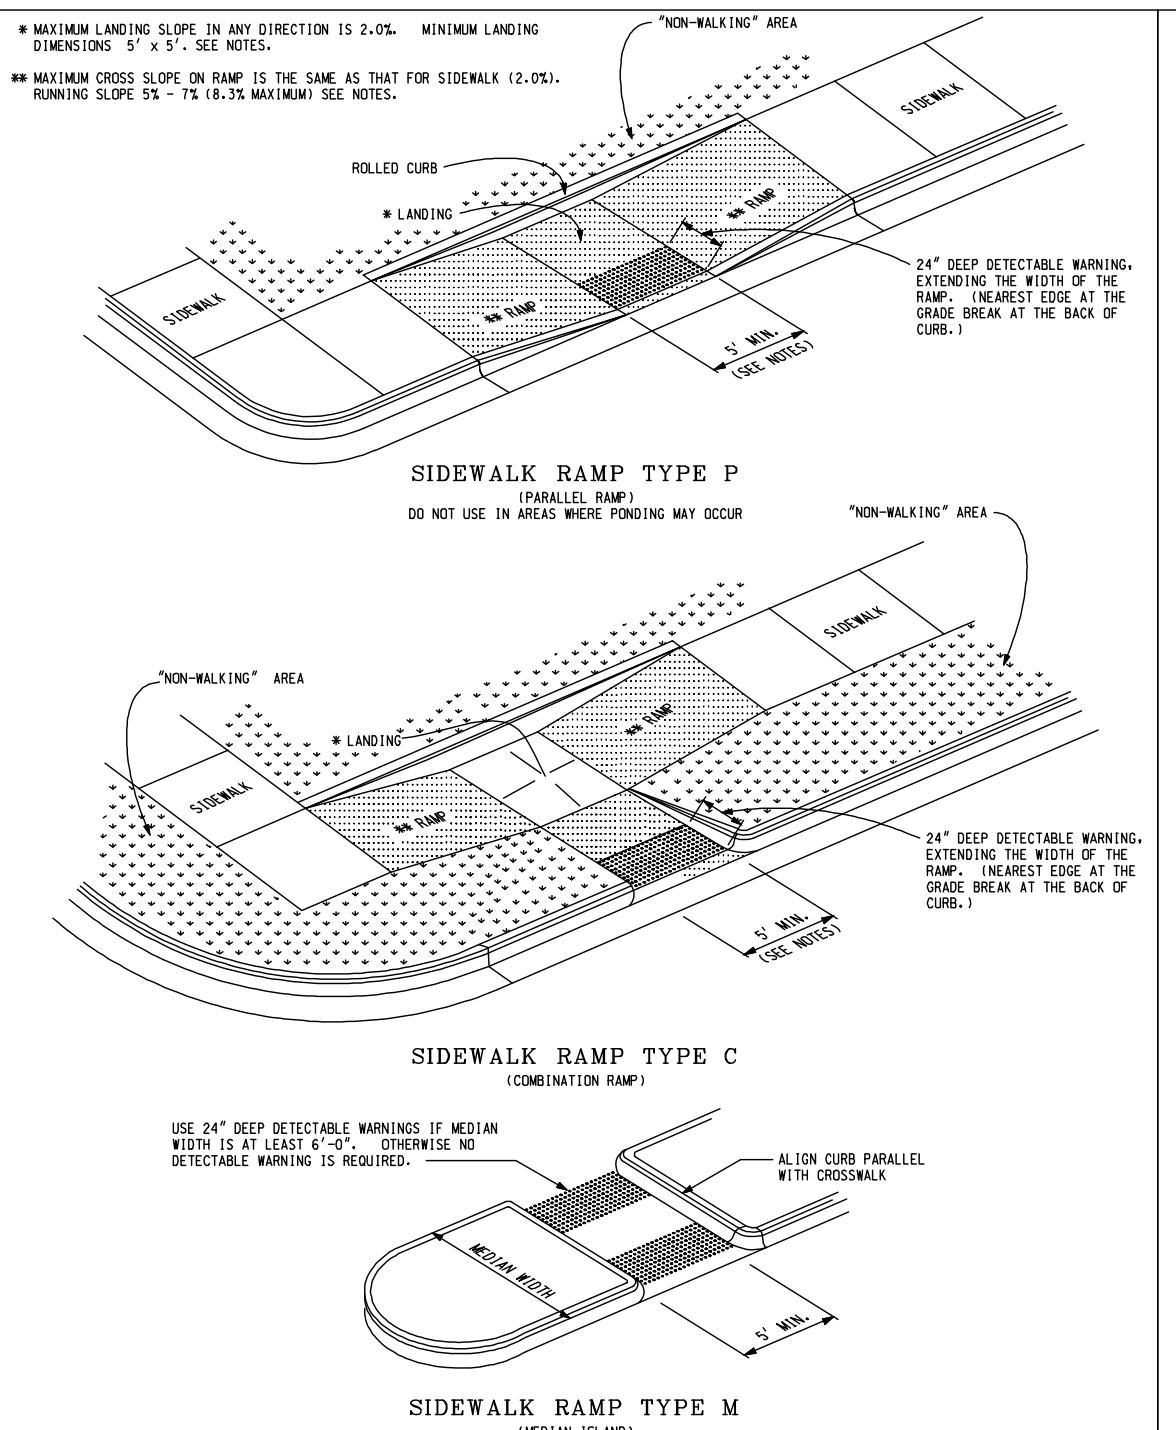 * MAXIMUM LANDING SLOPE IN ANY DIRECTION IS 2.0%. MINIMUM LANDING
DIMENSIONS 5' x 5'. SEE NOTES.
** MAXIMUM CROSS SLOPE ON RAMP IS THE SAME AS THAT FOR SIDEWALK (2.0%).
RUNNING SLOPE 5% - 7% (8.3% MAXIMUM) SEE NOTES.
"NON-WALKING" AREA
SIDEWALK
ROLLED CURB
* LANDING
** RAMP
SIDEWALK
** RAMP
24" DEEP DETECTABLE WARNING,
EXTENDING THE WIDTH OF THE
RAMP. (NEAREST EDGE AT THE
GRADE BREAK AT THE BACK OF
CURB.)
5' MIN.
(SEE NOTES)
SIDEWALK RAMP TYPE P
(PARALLEL RAMP)
DO NOT USE IN AREAS WHERE PONDING MAY OCCUR
"NON-WALKING" AREA
SIDEWALK
"NON-WALKING" AREA
** RAMP
* LANDING
SIDEWALK
** RAMP
24" DEEP DETECTABLE WARNING,
EXTENDING THE WIDTH OF THE
RAMP. (NEAREST EDGE AT THE
GRADE BREAK AT THE BACK OF
CURB.)
5' MIN.
(SEE NOTES)
SIDEWALK RAMP TYPE C
(COMBINATION RAMP)
USE 24" DEEP DETECTABLE WARNINGS IF MEDIAN
WIDTH IS AT LEAST 6'-0". OTHERWISE NO
DETECTABLE WARNING IS REQUIRED.
ALIGN CURB PARALLEL
WITH CROSSWALK
MEDIAN WIDTH
5' MIN.
SIDEWALK RAMP TYPE M
(MEDIAN ISLAND)